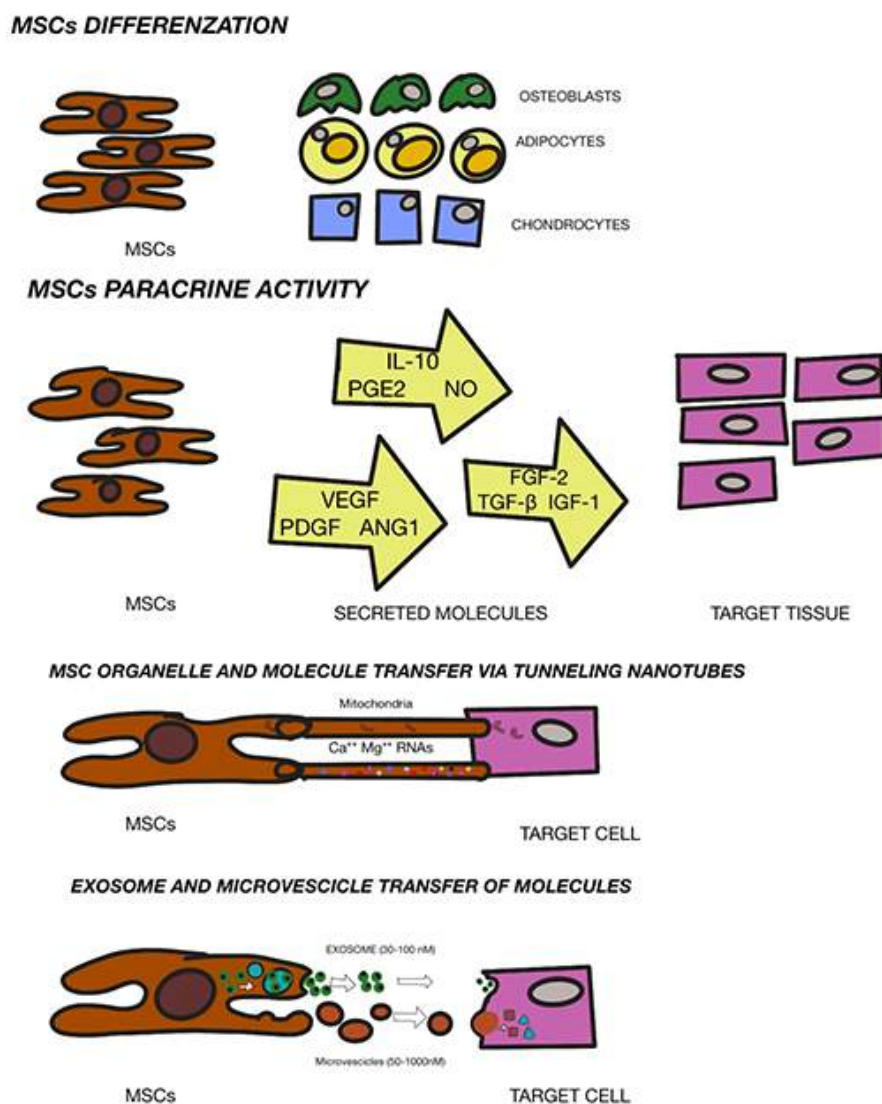 MSCs DIFFERENZATION
OSTEOBLASTS
ADIPOCYTES
CHONDROCYTES
MSCs
MSCs PARACRINE ACTIVITY
IL-10
PGE2 NO
VEGF
PDGF ANG1
FGF-2
TGF-β IGF-1
MSCs
SECRETED MOLECULES
TARGET TISSUE
MSC ORGANELLE AND MOLECULE TRANSFER VIA TUNNELING NANOTUBES
Mitochondria
Ca⁺⁺ Mg⁺⁺ RNAs
MSCs
TARGET CELL
EXOSOME AND MICROVESCICLE TRANSFER OF MOLECULES
EXOSOME (30-100 nM)
Microvescicles (50-1000nM)
MSCs
TARGET CELL